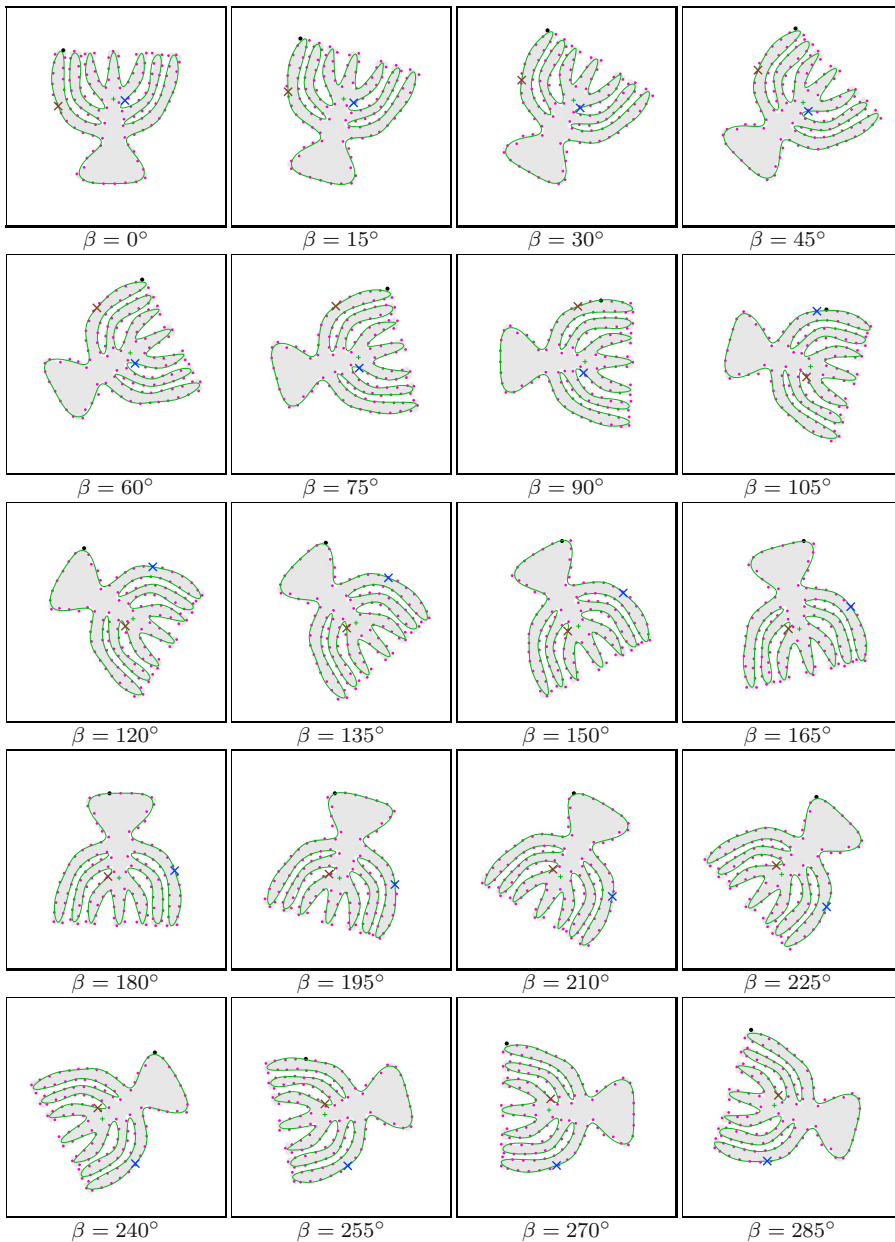 β = 0° β = 15° β = 30° β = 45°
β = 60° β = 75° β = 90° β = 105°
β = 120° β = 135° β = 150° β = 165°
β = 180° β = 195° β = 210° β = 225°
β = 240° β = 255° β = 270° β = 285°